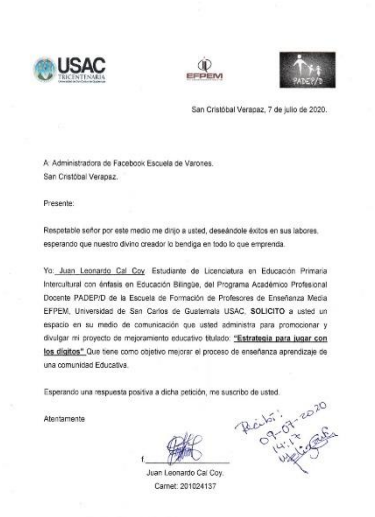 USAC
TRICENTENARIA
EFPEM
PADEP/D
San Cristóbal Verapaz, 7 de julio de 2020.
A: Administradora de Facebook Escuela de Varones.
San Cristóbal Verapaz.
Presente:
Respetable señor por este medio me dirijo a usted, deseándole éxitos en sus labores,
esperando que nuestro divino creador lo bendiga en todo lo que emprenda.
Yo: Juan Leonardo Cal Coy Estudiante de Licenciatura en Educación Primaria
Intercultural con énfasis en Educación Bilingüe, del Programa Académico Profesional
Docente PADEP/D de la Escuela de Formación de Profesores de Enseñanza Media
EFPEM, Universidad de San Carlos de Guatemala USAC, SOLICITO a usted un
espacio en su medio de comunicación que usted administra para promocionar y
divulgar mi proyecto de mejoramiento educativo titulado: "Estrategia para jugar con
los dígitos" Que tiene como objetivo mejorar el proceso de enseñanza aprendizaje de
una comunidad Educativa.
Esperando una respuesta positiva a dicha petición, me suscribo de usted.
Atentamente
Recibí:
09-07-2020
14:17
f.
Juan Leonardo Cal Coy.
Carnet: 201024137